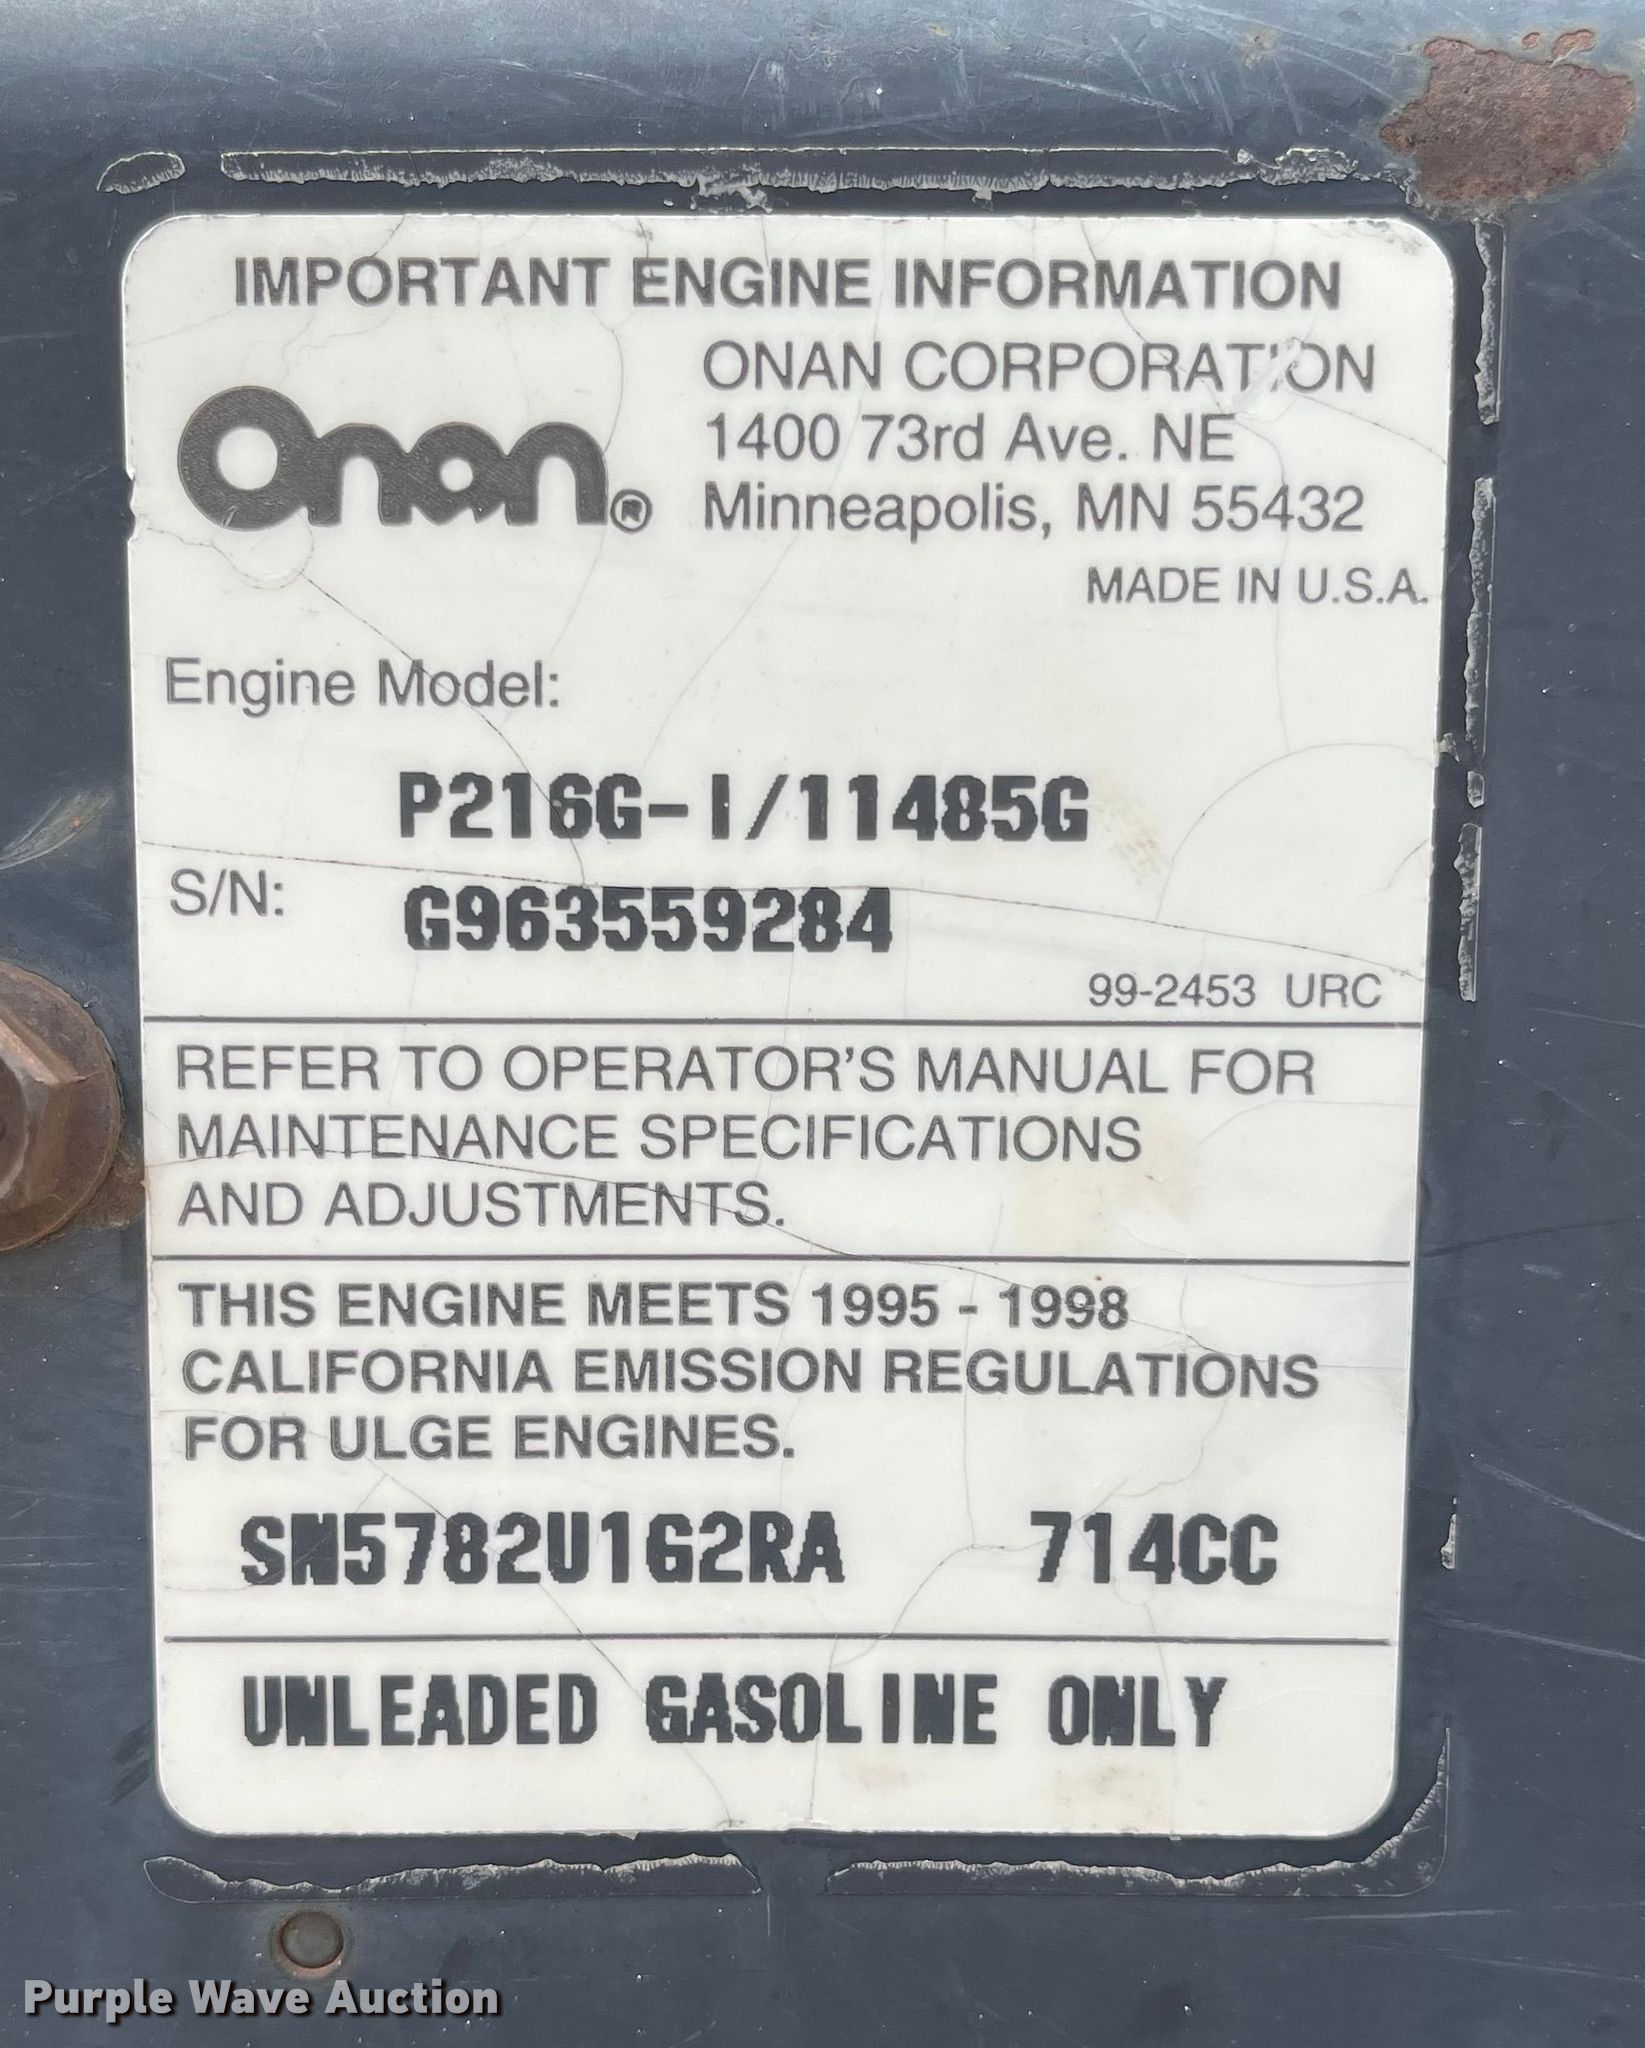 IMPORTANT ENGINE INFORMATION
Onan®
ONAN CORPORATION
1400 73rd Ave. NE
Minneapolis, MN 55432
MADE IN U.S.A.
Engine Model:
P216G-I/11485G
S/N: G963559284
99-2453 URC
REFER TO OPERATOR'S MANUAL FOR
MAINTENANCE SPECIFICATIONS
AND ADJUSTMENTS.
THIS ENGINE MEETS 1995 - 1998
CALIFORNIA EMISSION REGULATIONS
FOR ULGE ENGINES.
SN5782U1G2RA 714CC
UNLEADED GASOLINE ONLY
Purple Wave Auction